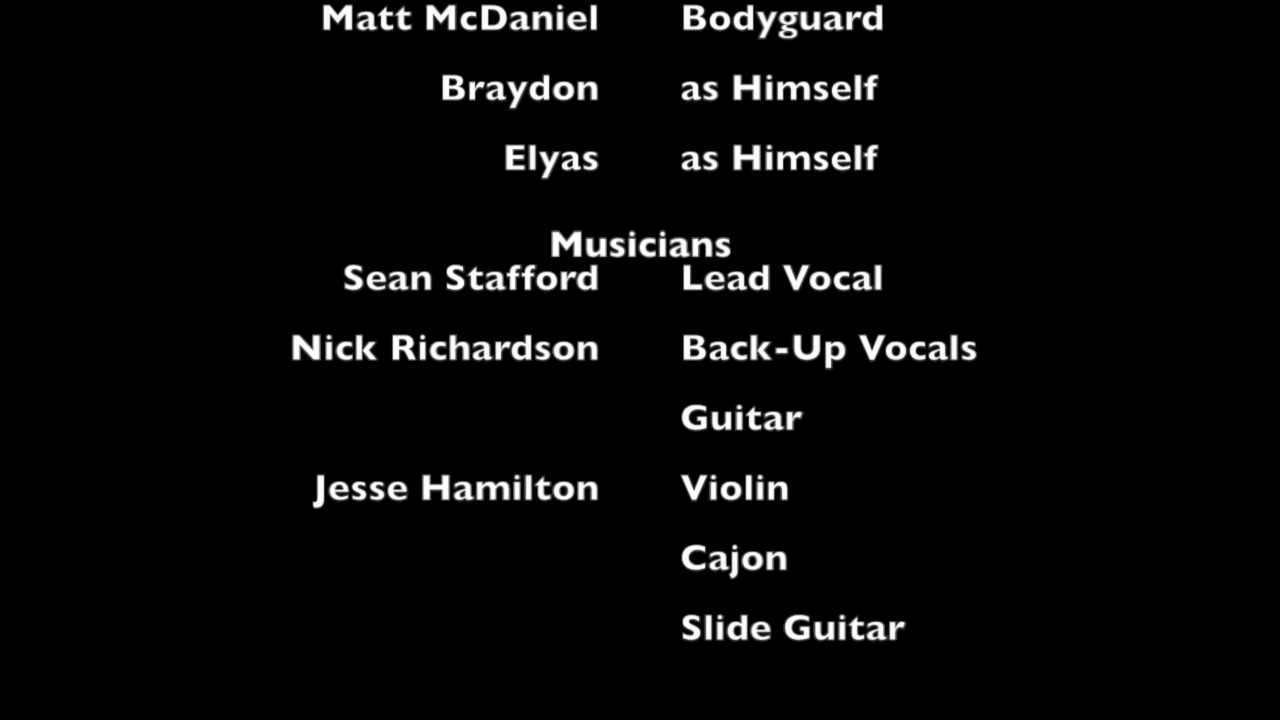 Matt McDaniel Bodyguard
Braydon as Himself
Elyas as Himself
Musicians
Sean Stafford Lead Vocal
Nick Richardson Back-Up Vocals
Guitar
Jesse Hamilton Violin
Cajon
Slide Guitar